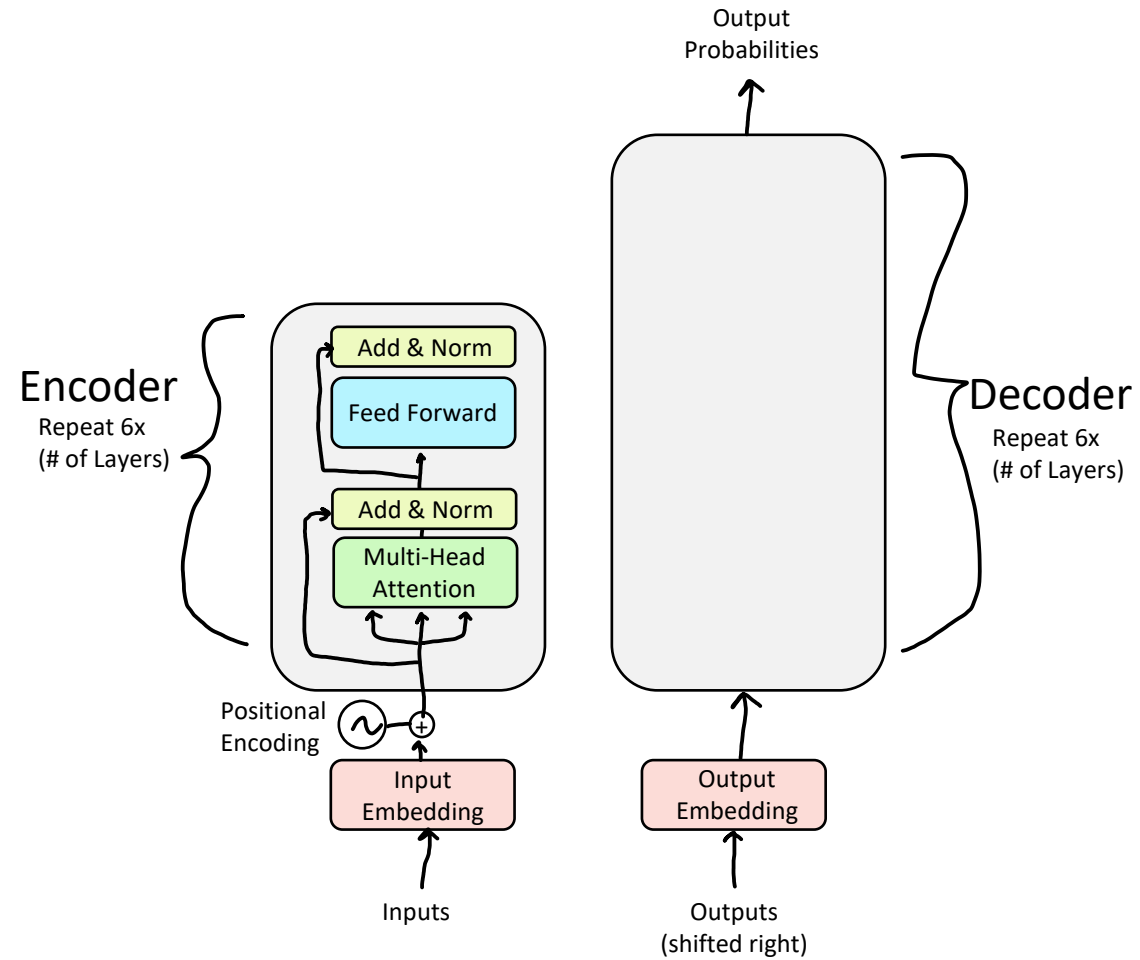 Output
Probabilities
Add & Norm
Feed Forward
Add & Norm
Multi-Head
Attention
Encoder
Repeat 6x
(# of Layers)
Decoder
Repeat 6x
(# of Layers)
Positional
Encoding
+
Input
Embedding
Output
Embedding
Inputs
Outputs
(shifted right)